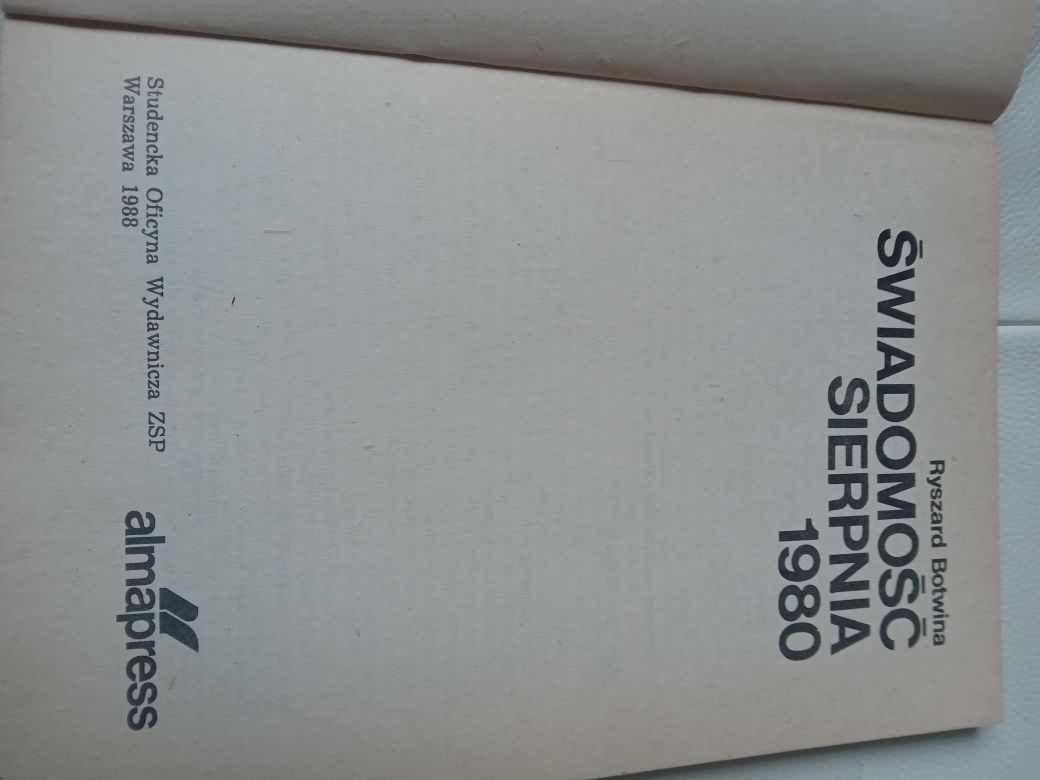 Ryszard Botwina
ŚWIADOMOŚĆ
SIERPNIA
1980
Studencka Oficyna Wydawnicza ZSP
Warszawa 1988
almapress